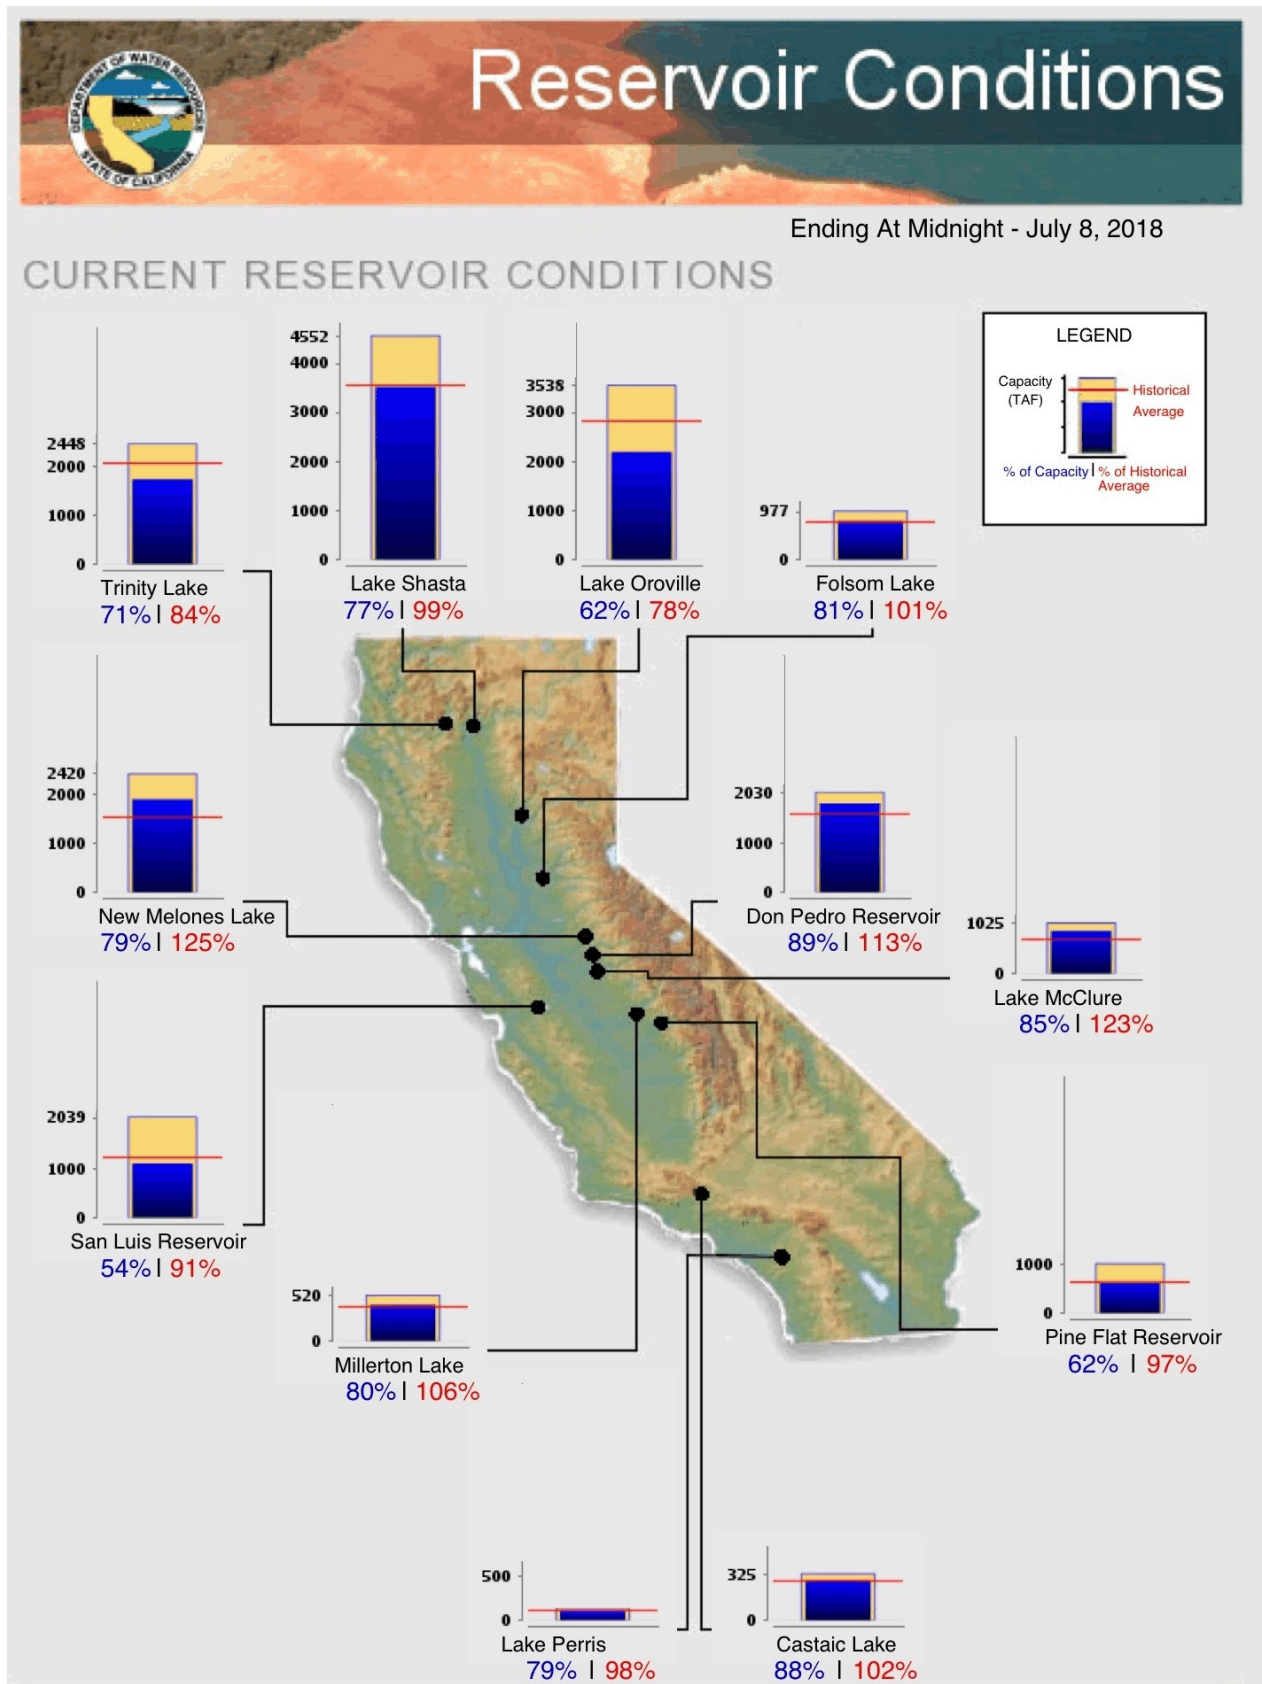 Reservoir Conditions
DEPARTMENT OF WATER RESOURCES
STATE OF CALIFORNIA
Ending At Midnight - July 8, 2018
CURRENT RESERVOIR CONDITIONS
LEGEND
Capacity
(TAF)
Historical
Average
% of Capacity | % of Historical
Average
2448
2000
1000
0
Trinity Lake
71% | 84%
4552
4000
3000
2000
1000
0
Lake Shasta
77% | 99%
3538
3000
2000
1000
0
Lake Oroville
62% | 78%
977
0
Folsom Lake
81% | 101%
2420
2000
1000
0
New Melones Lake
79% | 125%
2030
1000
0
Don Pedro Reservoir
89% | 113%
1025
0
Lake McClure
85% | 123%
2039
1000
0
San Luis Reservoir
54% | 91%
520
0
Millerton Lake
80% | 106%
1000
0
Pine Flat Reservoir
62% | 97%
500
0
Lake Perris
79% | 98%
325
0
Castaic Lake
88% | 102%